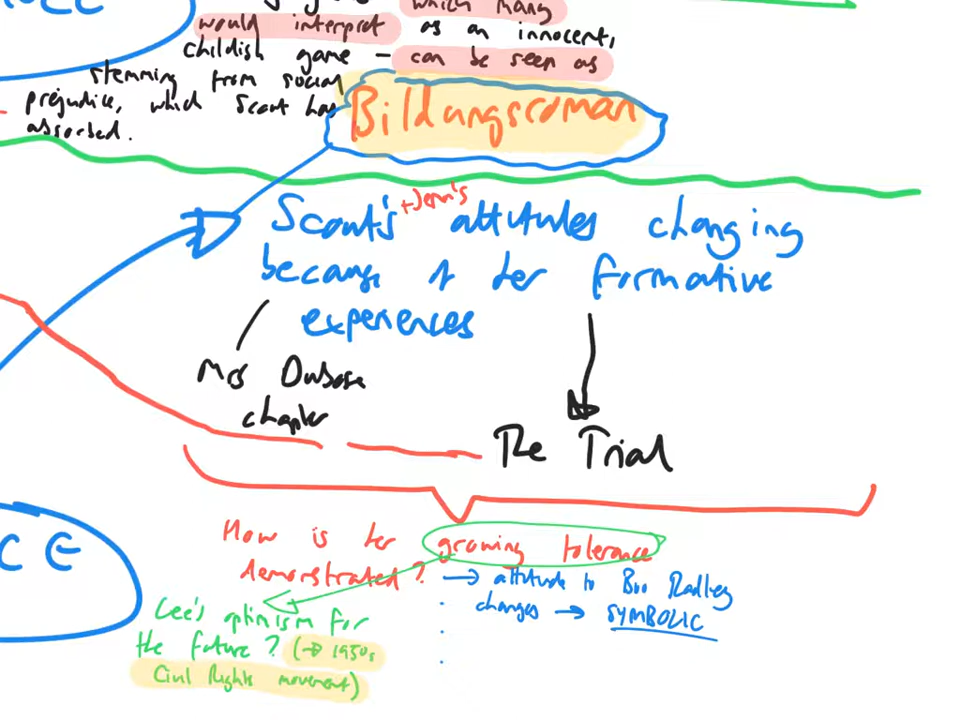 which many
would interpret as an innocent,
childish game – can be seen as
stemming from social
prejudice, which Scout has
absorbed.
Bildungsroman
Scout's +Jem's attitudes changing
because of her formative
experiences
Mrs Dubose
chapter
The Trial
How is her growing tolerance
demonstrated?
→ attitude to Boo Radley
changes → SYMBOLIC
Lee's optimism for
the future? (→ 1950s
Civil Rights movement)
CE